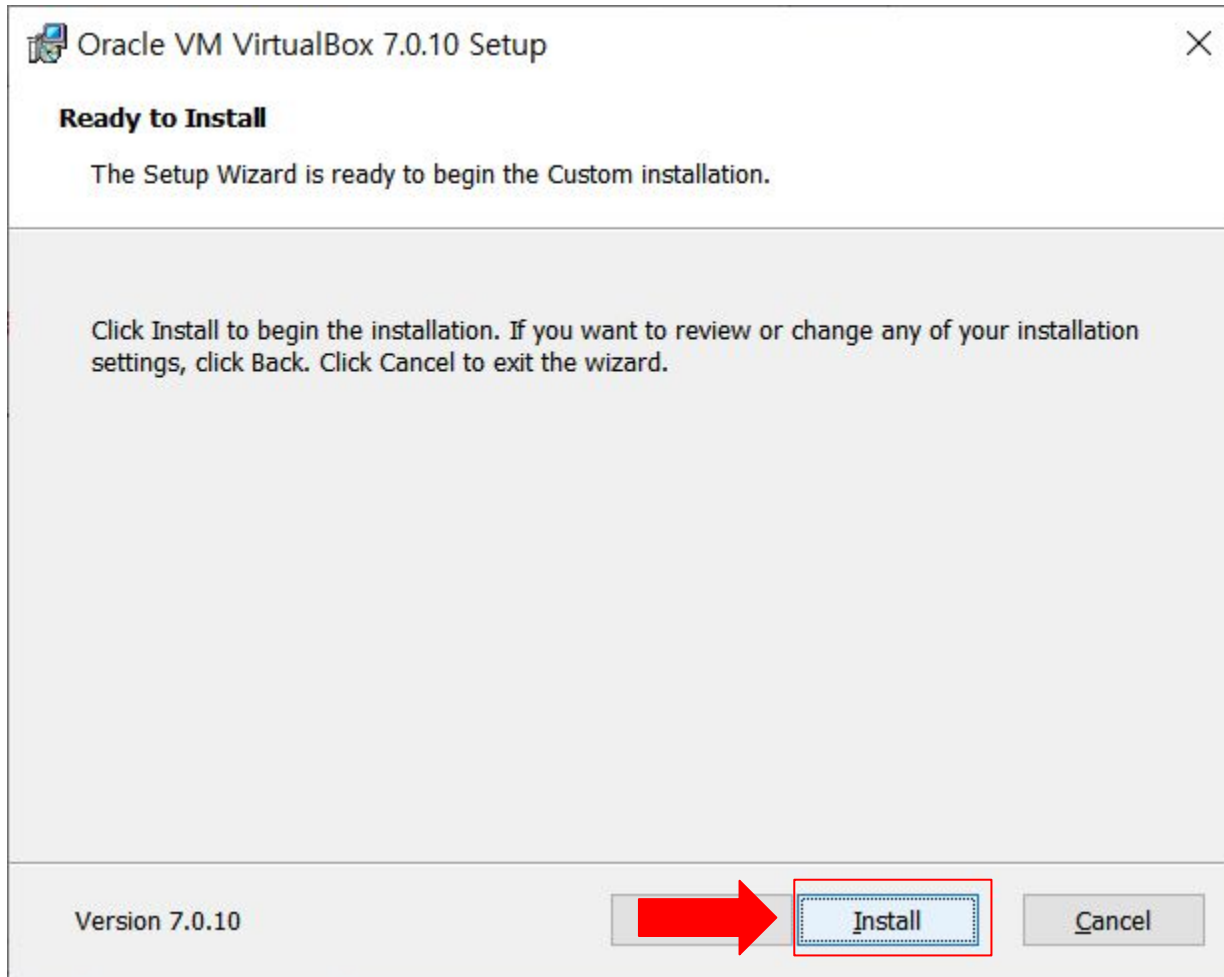 Oracle VM VirtualBox 7.0.10 Setup
Ready to Install
The Setup Wizard is ready to begin the Custom installation.
Click Install to begin the installation. If you want to review or change any of your installation
settings, click Back. Click Cancel to exit the wizard.
Version 7.0.10
Install
Cancel